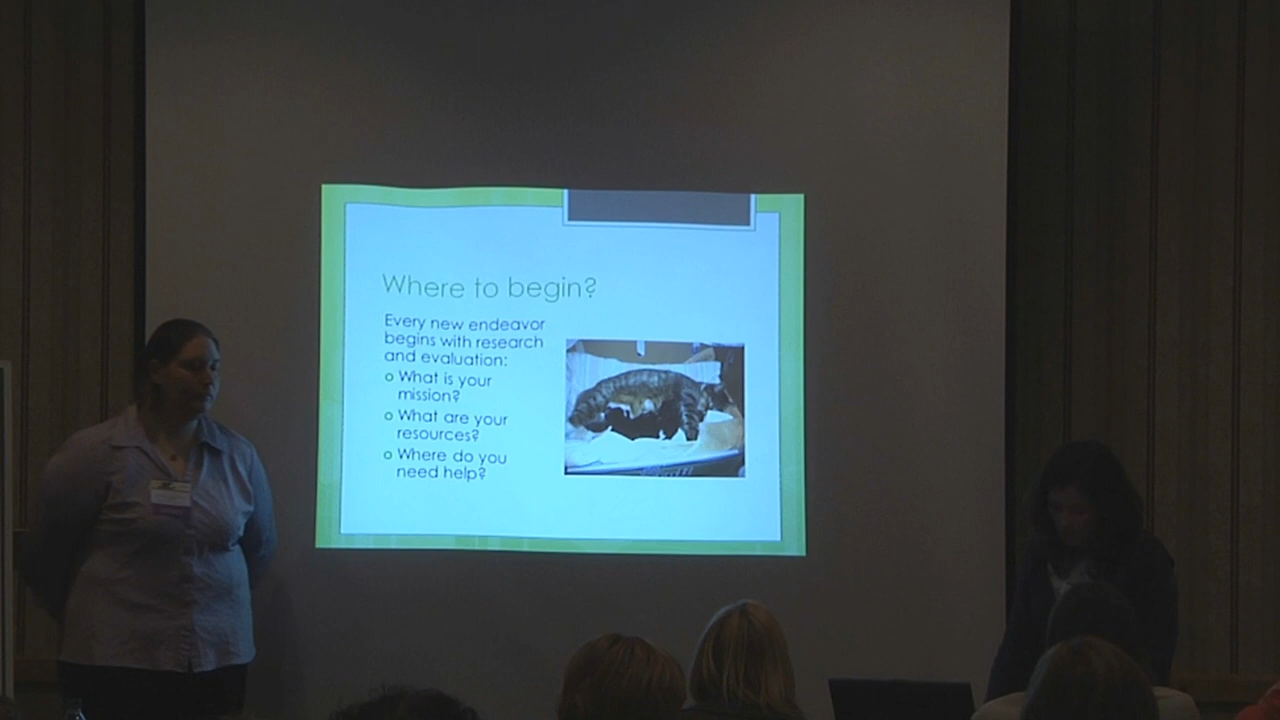 Where to begin?
Every new endeavor
begins with research
and evaluation:
o What is your
mission?
o What are your
resources?
o Where do you
need help?